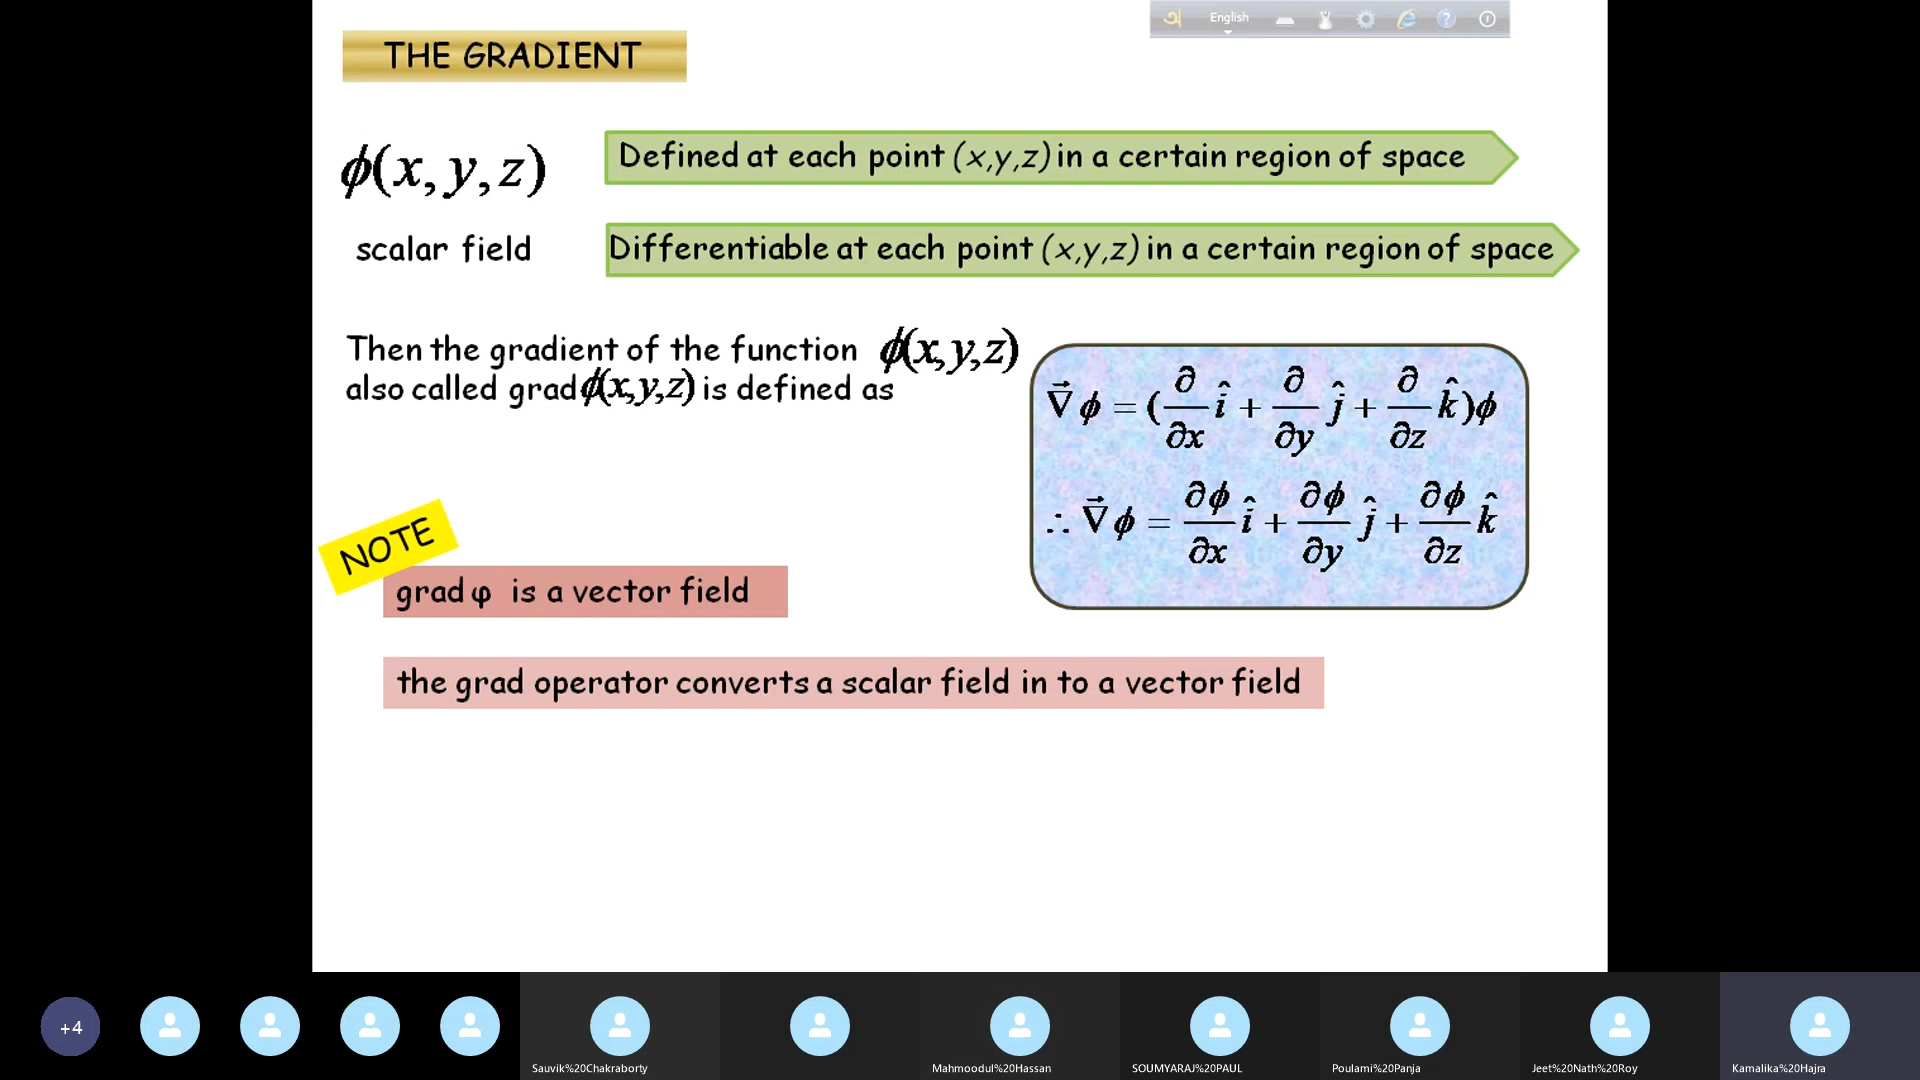 English
THE GRADIENT
ϕ(x, y, z)
Defined at each point (x,y,z) in a certain region of space
scalar field
Differentiable at each point (x,y,z) in a certain region of space
Then the gradient of the function ϕ(x,y,z)
also called grad ϕ(x,y,z) is defined as
∇⃗ϕ = (∂/∂x î + ∂/∂y ĵ + ∂/∂z k̂)ϕ
∴ ∇⃗ϕ = ∂ϕ/∂x î + ∂ϕ/∂y ĵ + ∂ϕ/∂z k̂
NOTE
grad φ is a vector field
the grad operator converts a scalar field in to a vector field
+4
Sauvik%20Chakraborty
Mahmoodul%20Hassan
SOUMYARAJ%20PAUL
Poulami%20Panja
Jeet%20Nath%20Roy
Kamalika%20Hajra